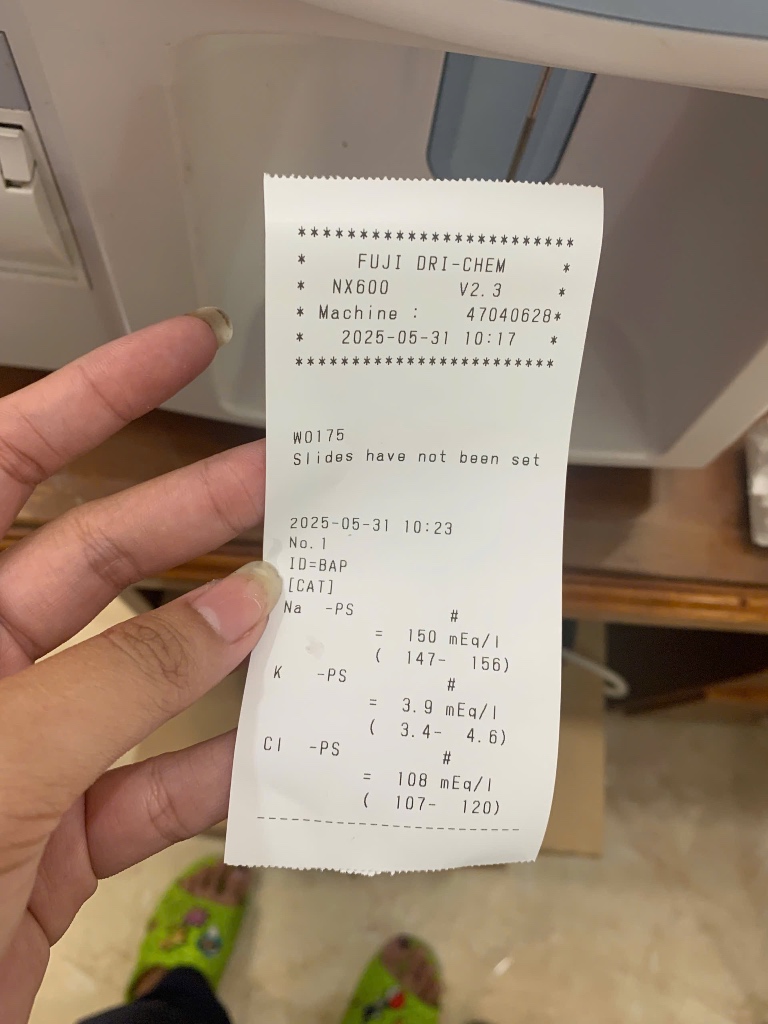 ***********************
* FUJI DRI-CHEM *
* NX600 V2.3 *
* Machine : 47040628*
* 2025-05-31 10:17 *
***********************
W0175
Slides have not been set
2025-05-31 10:23
No.1
ID=BAP
[CAT]
Na -PS #
= 150 mEq/l
( 147- 156)
K -PS #
= 3.9 mEq/l
( 3.4- 4.6)
Cl -PS #
= 108 mEq/l
( 107- 120)
-----------------------